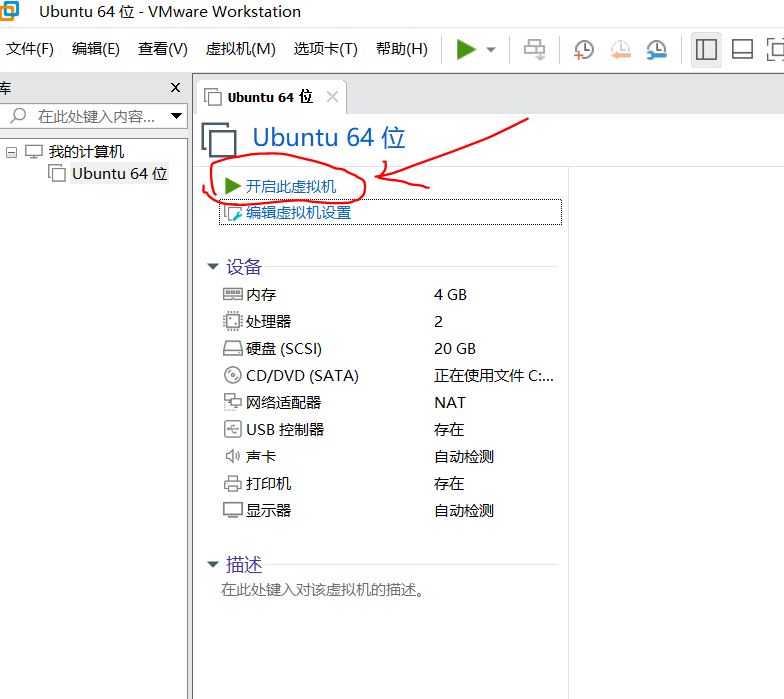 Ubuntu 64 位 - VMware Workstation
文件(F) 编辑(E) 查看(V) 虚拟机(M) 选项卡(T) 帮助(H)
库
在此处键入内容...
我的计算机
Ubuntu 64 位
Ubuntu 64 位
Ubuntu 64 位
开启此虚拟机
编辑虚拟机设置
设备
内存 4 GB
处理器 2
硬盘 (SCSI) 20 GB
CD/DVD (SATA) 正在使用文件 C:...
网络适配器 NAT
USB 控制器 存在
声卡 自动检测
打印机 存在
显示器 自动检测
描述
在此处键入对该虚拟机的描述。